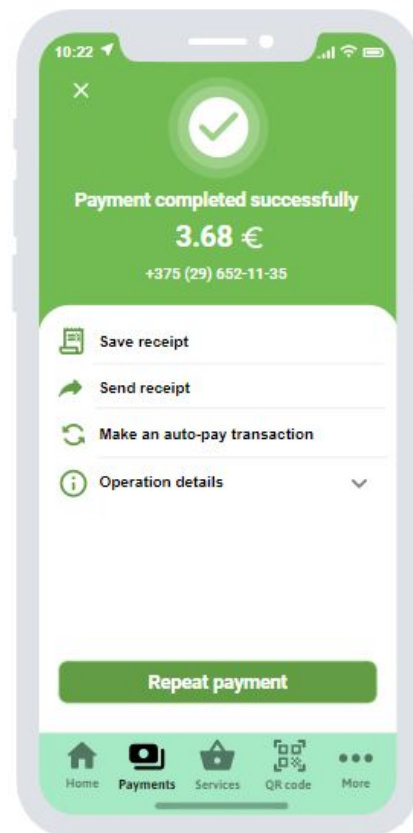 10:22
Payment completed successfully
3.68 €
+375 (29) 652-11-35
Save receipt
Send receipt
Make an auto-pay transaction
Operation details
Repeat payment
Home Payments Services QR code More